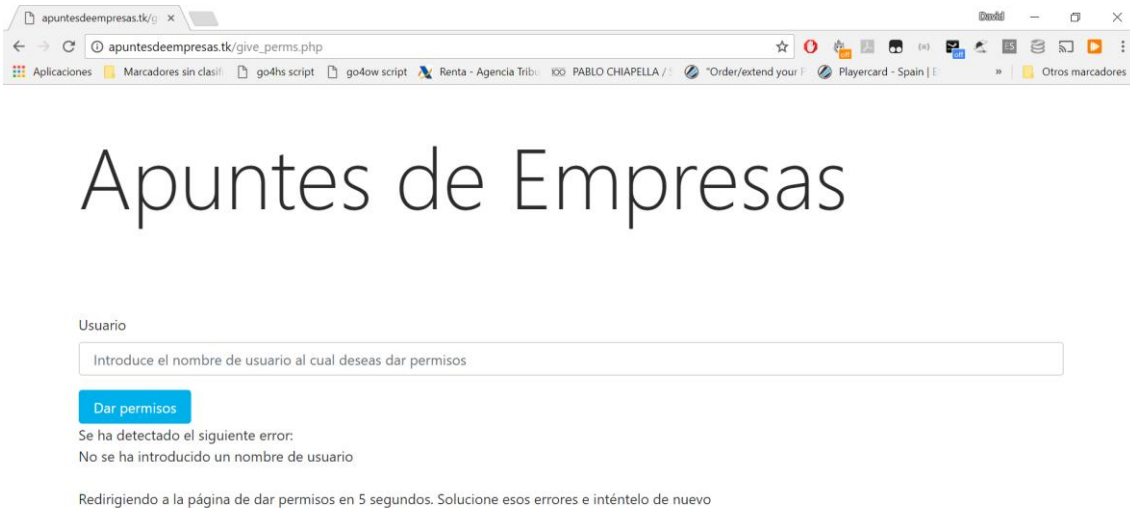 apuntesdeempresas.tk/g
David
apuntesdeempresas.tk/give_perms.php
Aplicaciones Marcadores sin clasifi go4hs script go4ow script Renta - Agencia Tribu PABLO CHIAPELLA / "Order/extend your Playercard - Spain | E » Otros marcadores
Apuntes de Empresas
Usuario
Introduce el nombre de usuario al cual deseas dar permisos
Dar permisos
Se ha detectado el siguiente error:
No se ha introducido un nombre de usuario
Redirigiendo a la página de dar permisos en 5 segundos. Solucione esos errores e inténtelo de nuevo